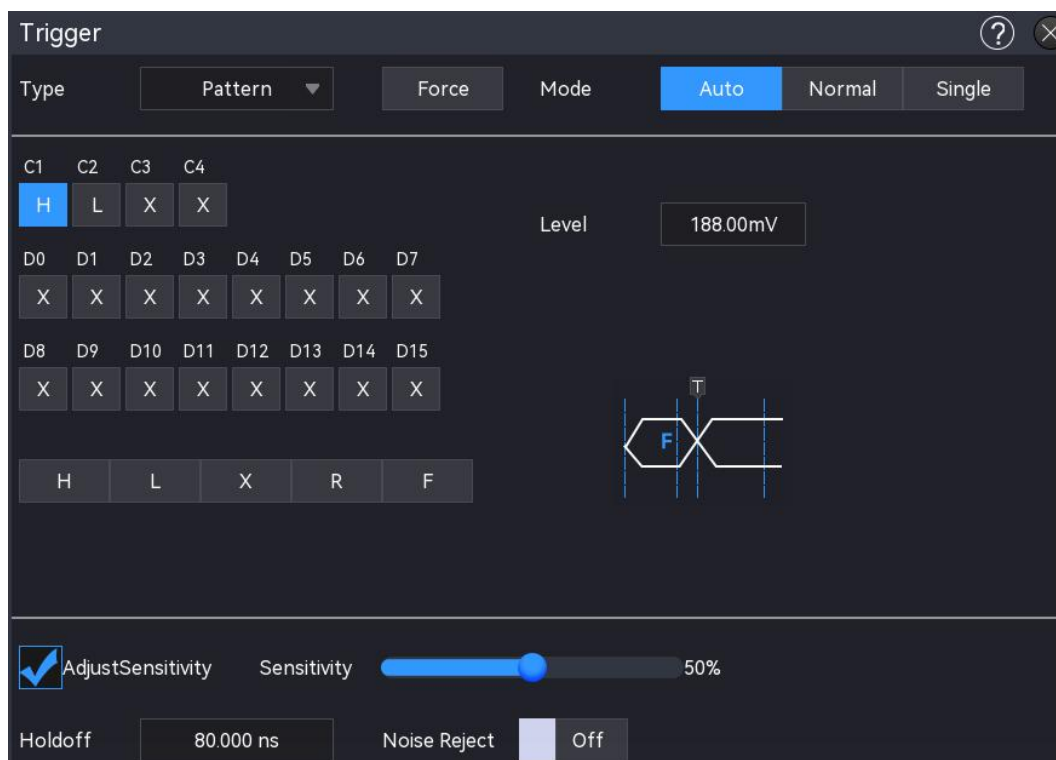 Trigger ?
Type Pattern Force Mode Auto Normal Single
C1 C2 C3 C4
H L X X
Level 188.00mV
D0 D1 D2 D3 D4 D5 D6 D7
X X X X X X X X
D8 D9 D10 D11 D12 D13 D14 D15
X X X X X X X X
T
F
H L X R F
AdjustSensitivity Sensitivity 50%
Holdoff 80.000 ns Noise Reject Off